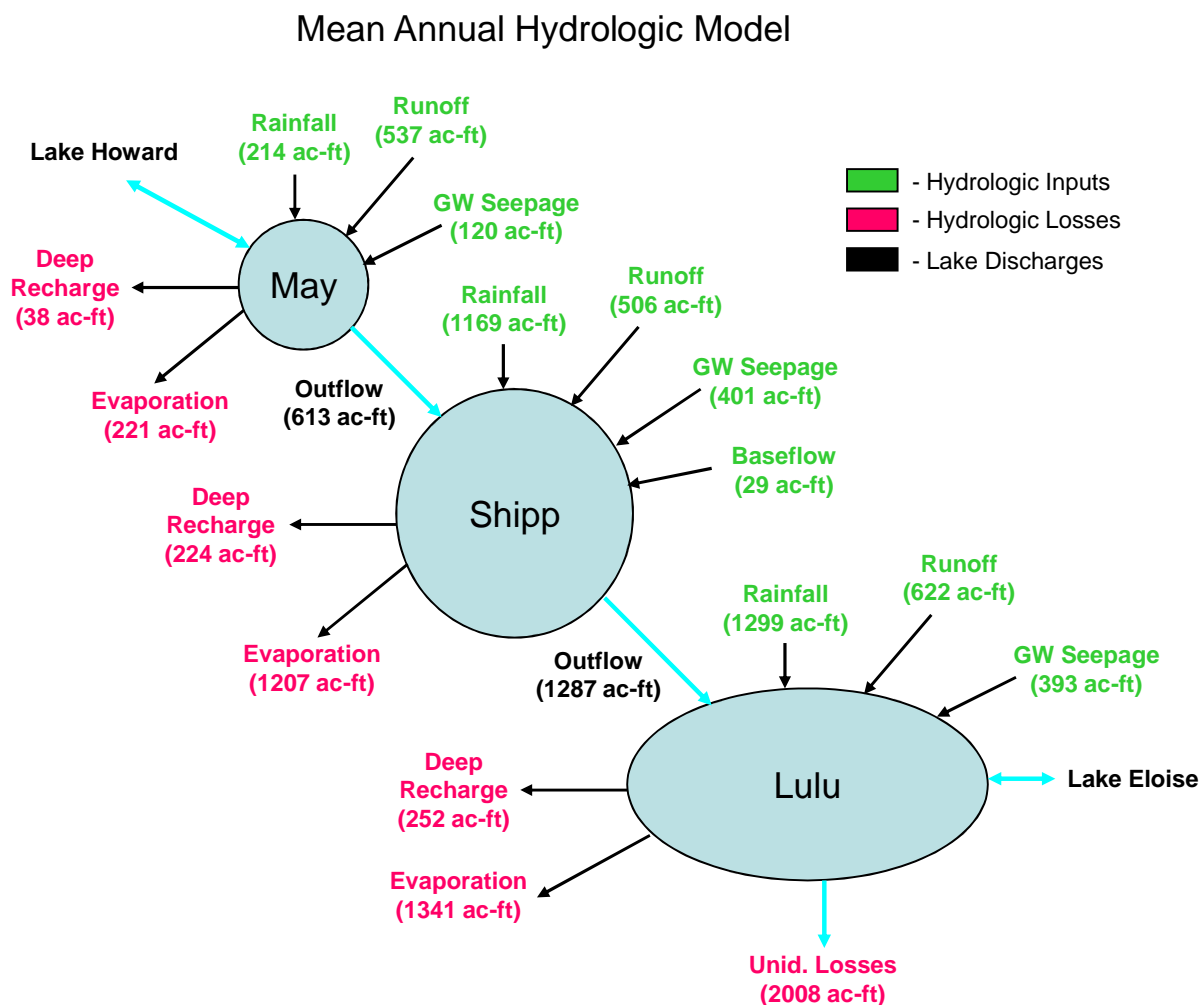 Mean Annual Hydrologic Model
Lake Howard
Rainfall
(214 ac-ft)
Runoff
(537 ac-ft)
GW Seepage
(120 ac-ft)
- Hydrologic Inputs
- Hydrologic Losses
- Lake Discharges
May
Deep
Recharge
(38 ac-ft)
Evaporation
(221 ac-ft)
Outflow
(613 ac-ft)
Rainfall
(1169 ac-ft)
Runoff
(506 ac-ft)
GW Seepage
(401 ac-ft)
Baseflow
(29 ac-ft)
Shipp
Deep
Recharge
(224 ac-ft)
Evaporation
(1207 ac-ft)
Outflow
(1287 ac-ft)
Rainfall
(1299 ac-ft)
Runoff
(622 ac-ft)
GW Seepage
(393 ac-ft)
Lulu
Lake Eloise
Deep
Recharge
(252 ac-ft)
Evaporation
(1341 ac-ft)
Unid. Losses
(2008 ac-ft)